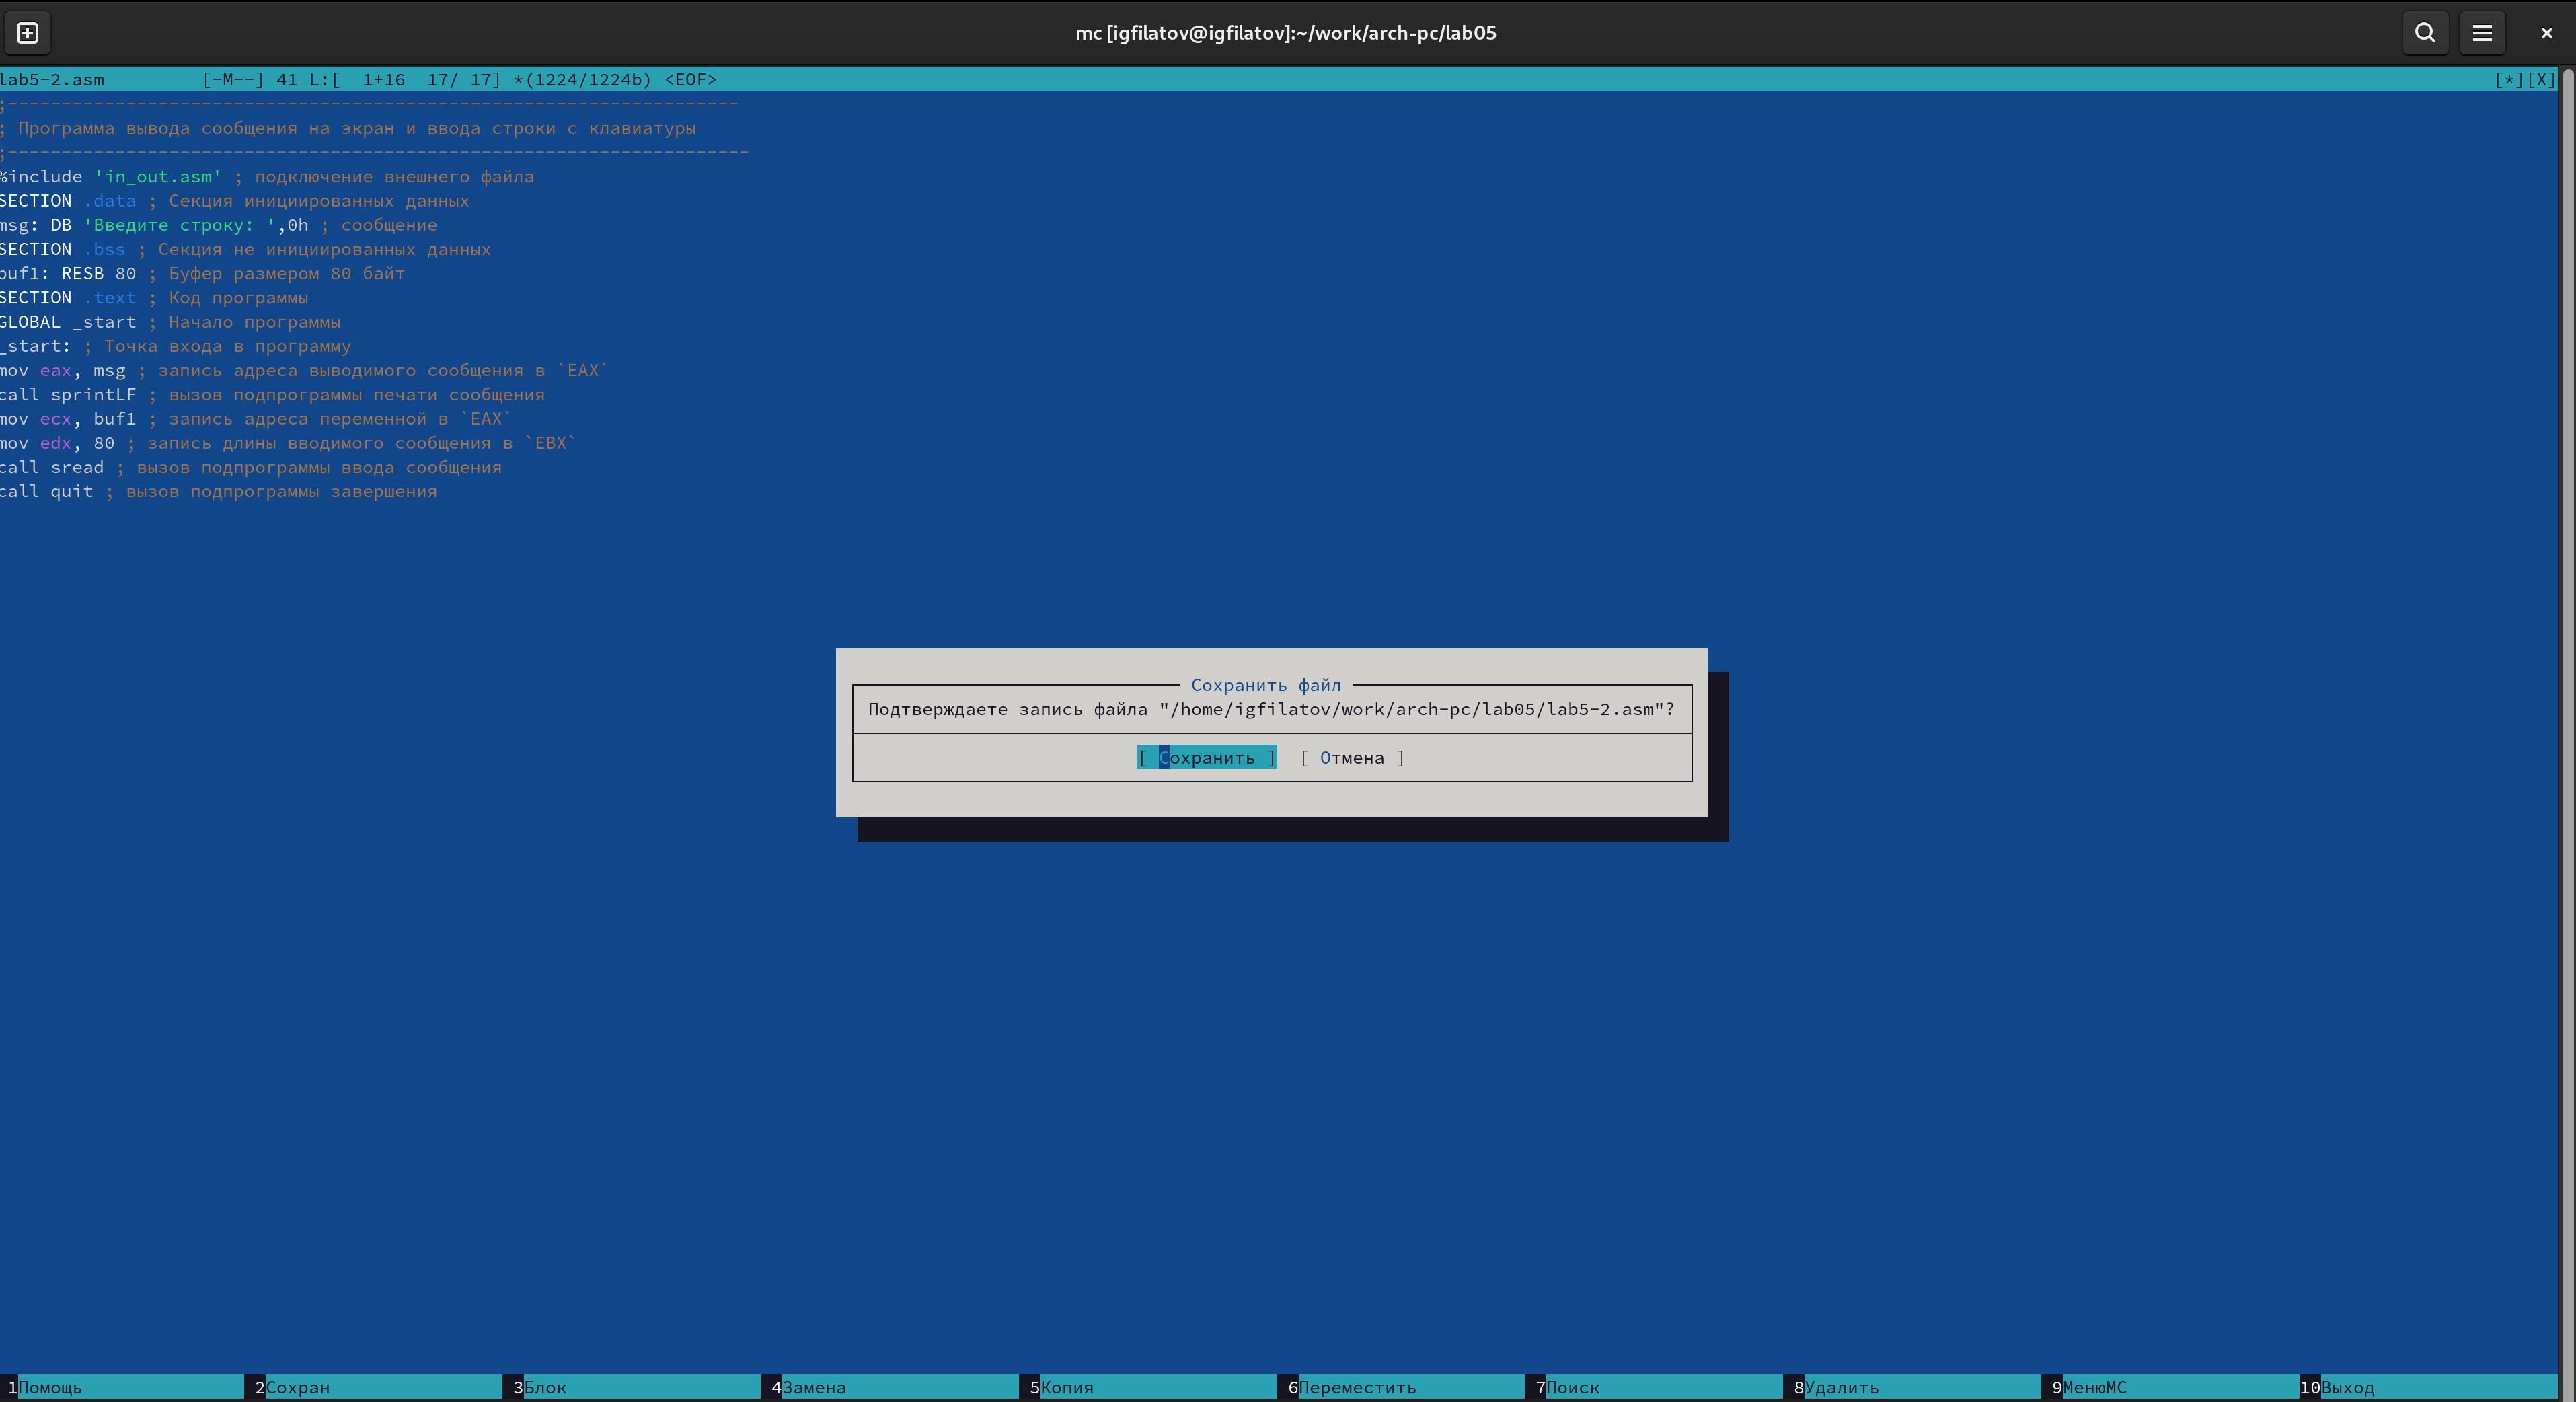 mc [igfilatov@igfilatov]:~/work/arch-pc/lab05
lab5-2.asm [-M--] 41 L:[ 1+16 17/ 17] *(1224/1224b) <EOF> [*][X]
;--------------------------------------------------------------------
; Программа вывода сообщения на экран и ввода строки с клавиатуры
;---------------------------------------------------------------------
%include 'in_out.asm' ; подключение внешнего файла
SECTION .data ; Секция инициированных данных
msg: DB 'Введите строку: ',0h ; сообщение
SECTION .bss ; Секция не инициированных данных
buf1: RESB 80 ; Буфер размером 80 байт
SECTION .text ; Код программы
GLOBAL _start ; Начало программы
_start: ; Точка входа в программу
mov eax, msg ; запись адреса выводимого сообщения в `EAX`
call sprintLF ; вызов подпрограммы печати сообщения
mov ecx, buf1 ; запись адреса переменной в `EAX`
mov edx, 80 ; запись длины вводимого сообщения в `EBX`
call sread ; вызов подпрограммы ввода сообщения
call quit ; вызов подпрограммы завершения
Сохранить файл
Подтверждаете запись файла "/home/igfilatov/work/arch-pc/lab05/lab5-2.asm"?
[ Сохранить ] [ Отмена ]
1Помощь 2Сохран 3Блок 4Замена 5Копия 6Переместить 7Поиск 8Удалить 9МенюМС 10Выход